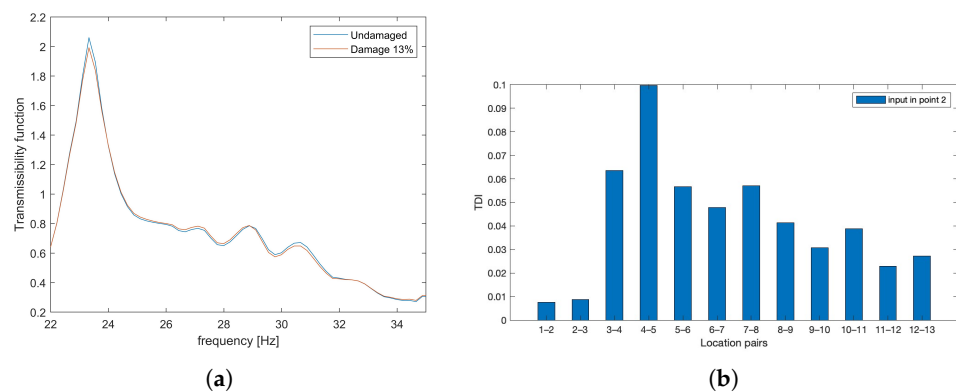 2.2
2
1.8
1.6
1.4
1.2
1
0.8
0.6
0.4
0.2
Transmissibility function
Undamaged
Damage 13%
22 24 26 28 30 32 34
frequency [Hz]
(a)
0.1
0.09
0.08
0.07
0.06
0.05
0.04
0.03
0.02
0.01
0
TDI
input in point 2
1–2 2–3 3–4 4–5 5–6 6–7 7–8 8–9 9–10 10–11 11–12 12–13
Location pairs
(b)